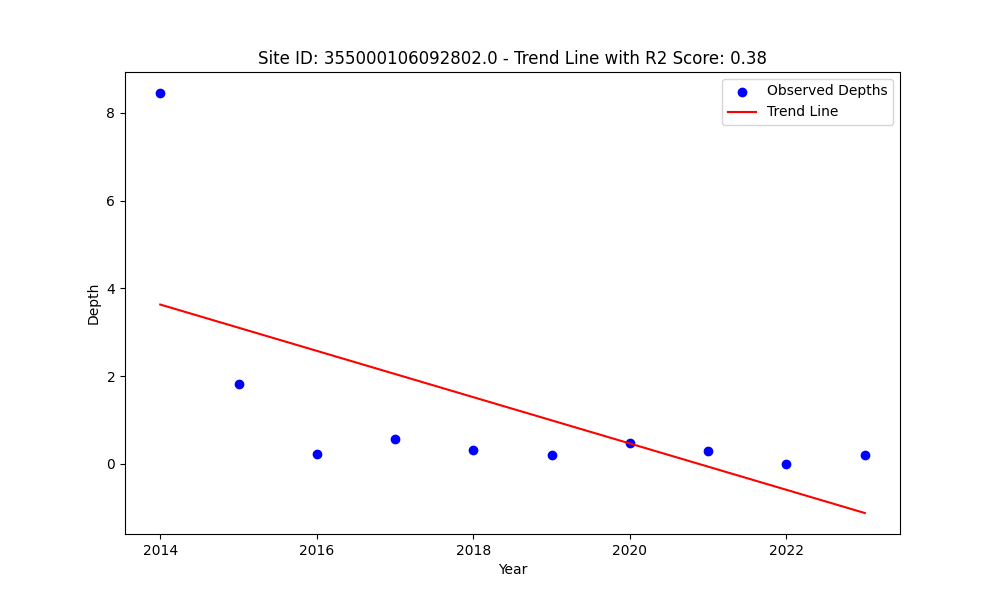 Site ID: 355000106092802.0 - Trend Line with R2 Score: 0.38
Observed Depths
Trend Line
Depth
8
6
4
2
0
2014
2016
2018
2020
2022
Year